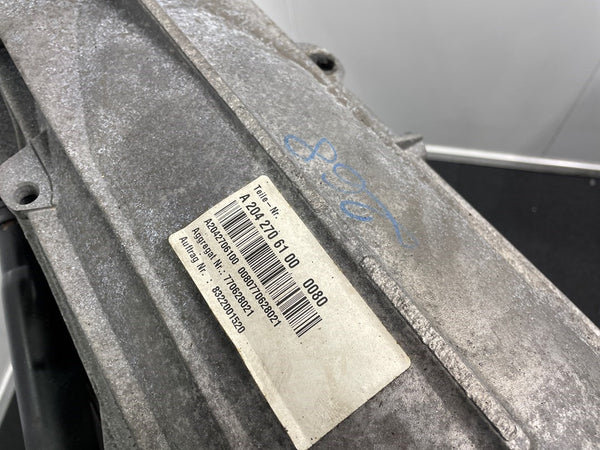 Teile-Nr.
A 204 270 61 00 0080
A2042706100 0080770628021
Aggregat Nr.: 770628021
Auftrag Nr. : 8322001520